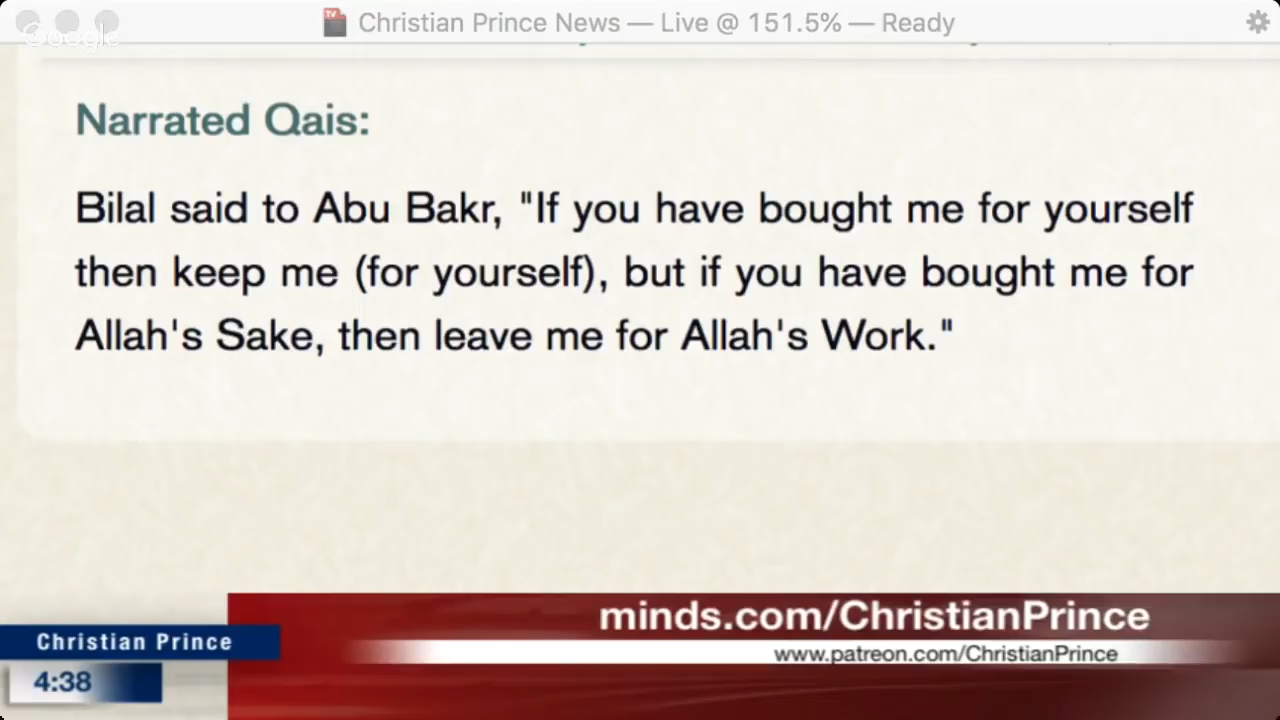 Christian Prince News — Live @ 151.5% — Ready
Google
Narrated Qais:
Bilal said to Abu Bakr, "If you have bought me for yourself
then keep me (for yourself), but if you have bought me for
Allah's Sake, then leave me for Allah's Work."
minds.com/ChristianPrince
Christian Prince
www.patreon.com/ChristianPrince
4:38